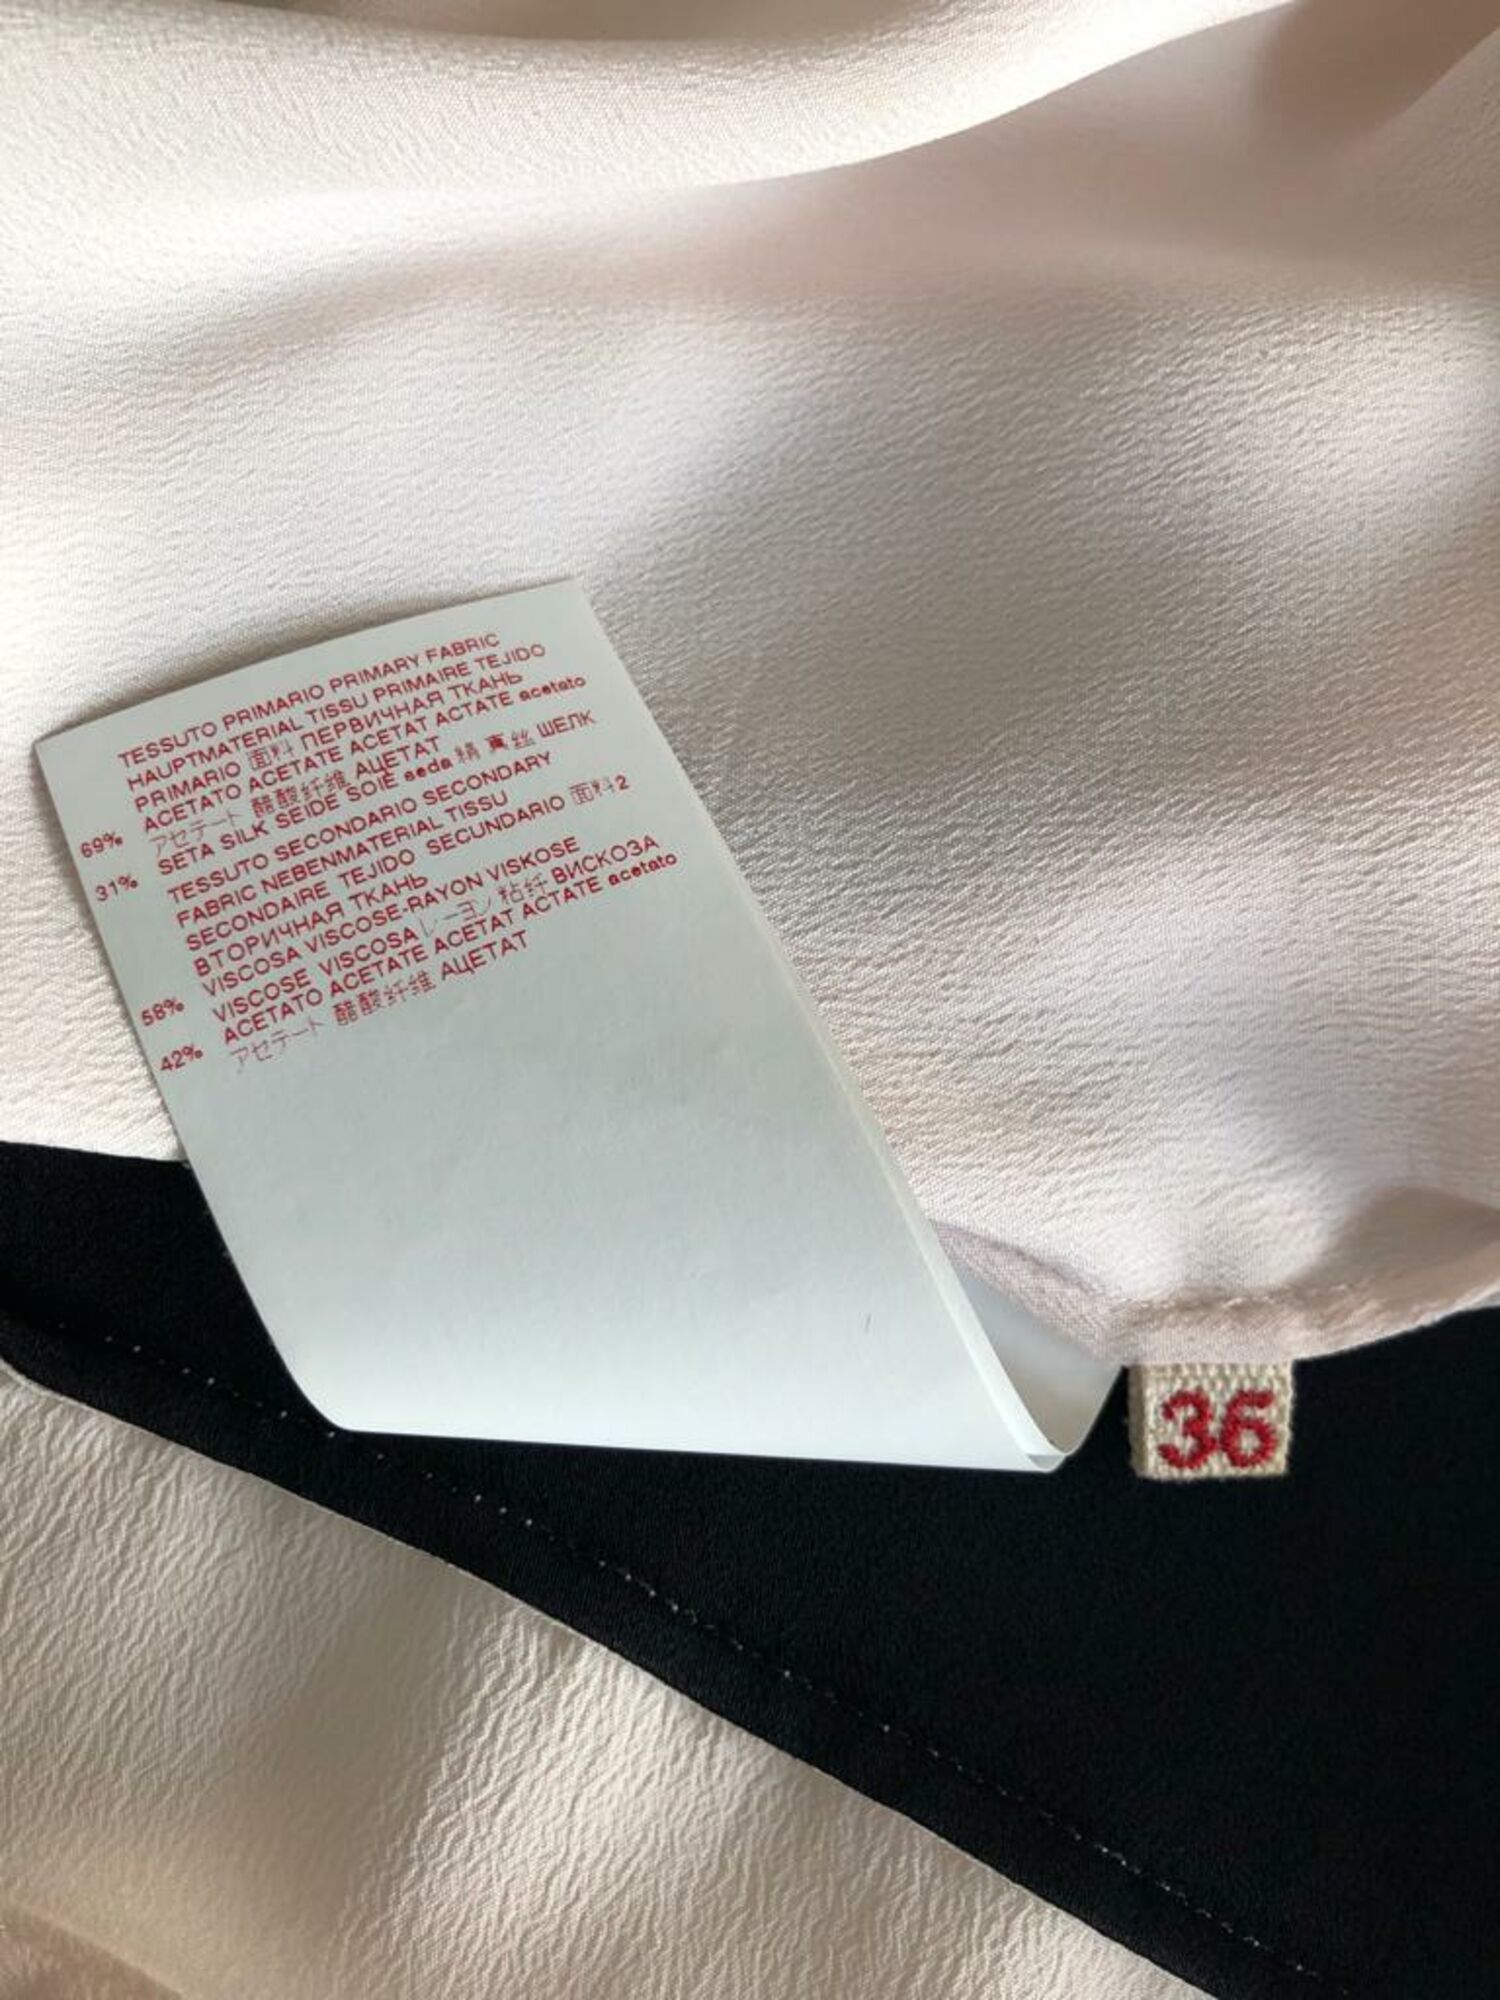 TESSUTO PRIMARIO PRIMARY FABRIC
HAUPTMATERIAL TISSU PRIMAIRE TEJIDO
PRIMARIO 面料 ПЕРВИЧНАЯ ТКАНЬ
ACETATO ACETATE ACETAT ACTATE acetato
69% アセテート 醋酸纤维 АЦЕТАТ
31% SETA SILK SEIDE SOIE seda 絹 真丝 ШЕЛК
TESSUTO SECONDARIO SECONDARY
FABRIC NEBENMATERIAL TISSU
SECONDAIRE TEJIDO SECUNDARIO 面料2
ВТОРИЧНАЯ ТКАНЬ
VISCOSA VISCOSE-RAYON VISKOSE
58% VISCOSE VISCOSA レーヨン 粘纤 ВИСКОЗА
ACETATO ACETATE ACETAT ACTATE acetato
42% アセテート 醋酸纤维 АЦЕТАТ
36